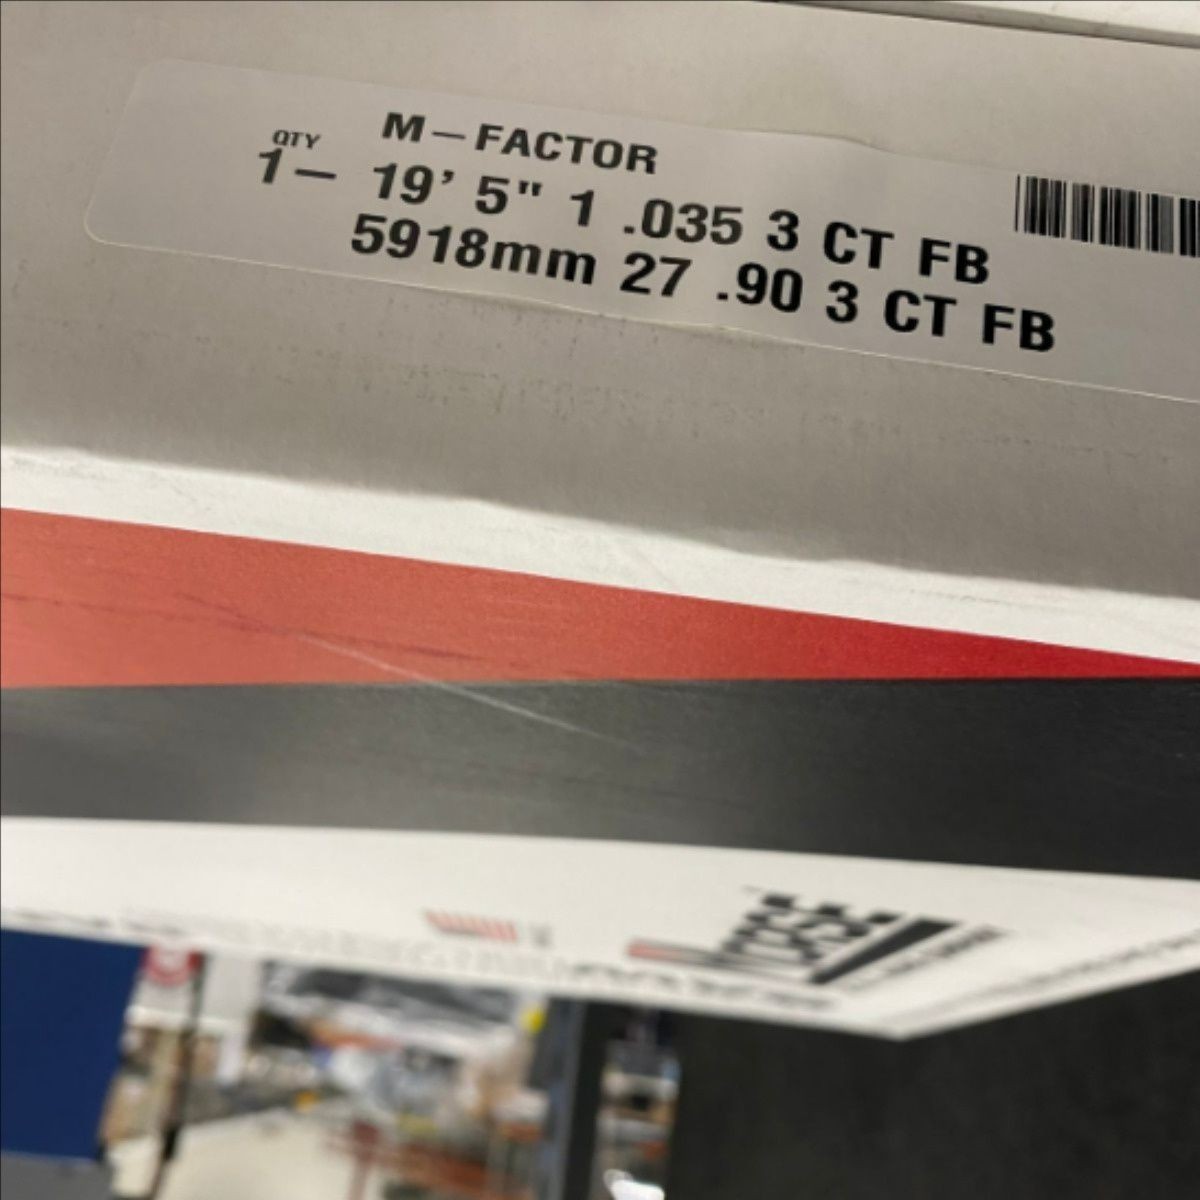 M-FACTOR
QTY
1- 19' 5" 1 .035 3 CT FB
5918mm 27 .90 3 CT FB